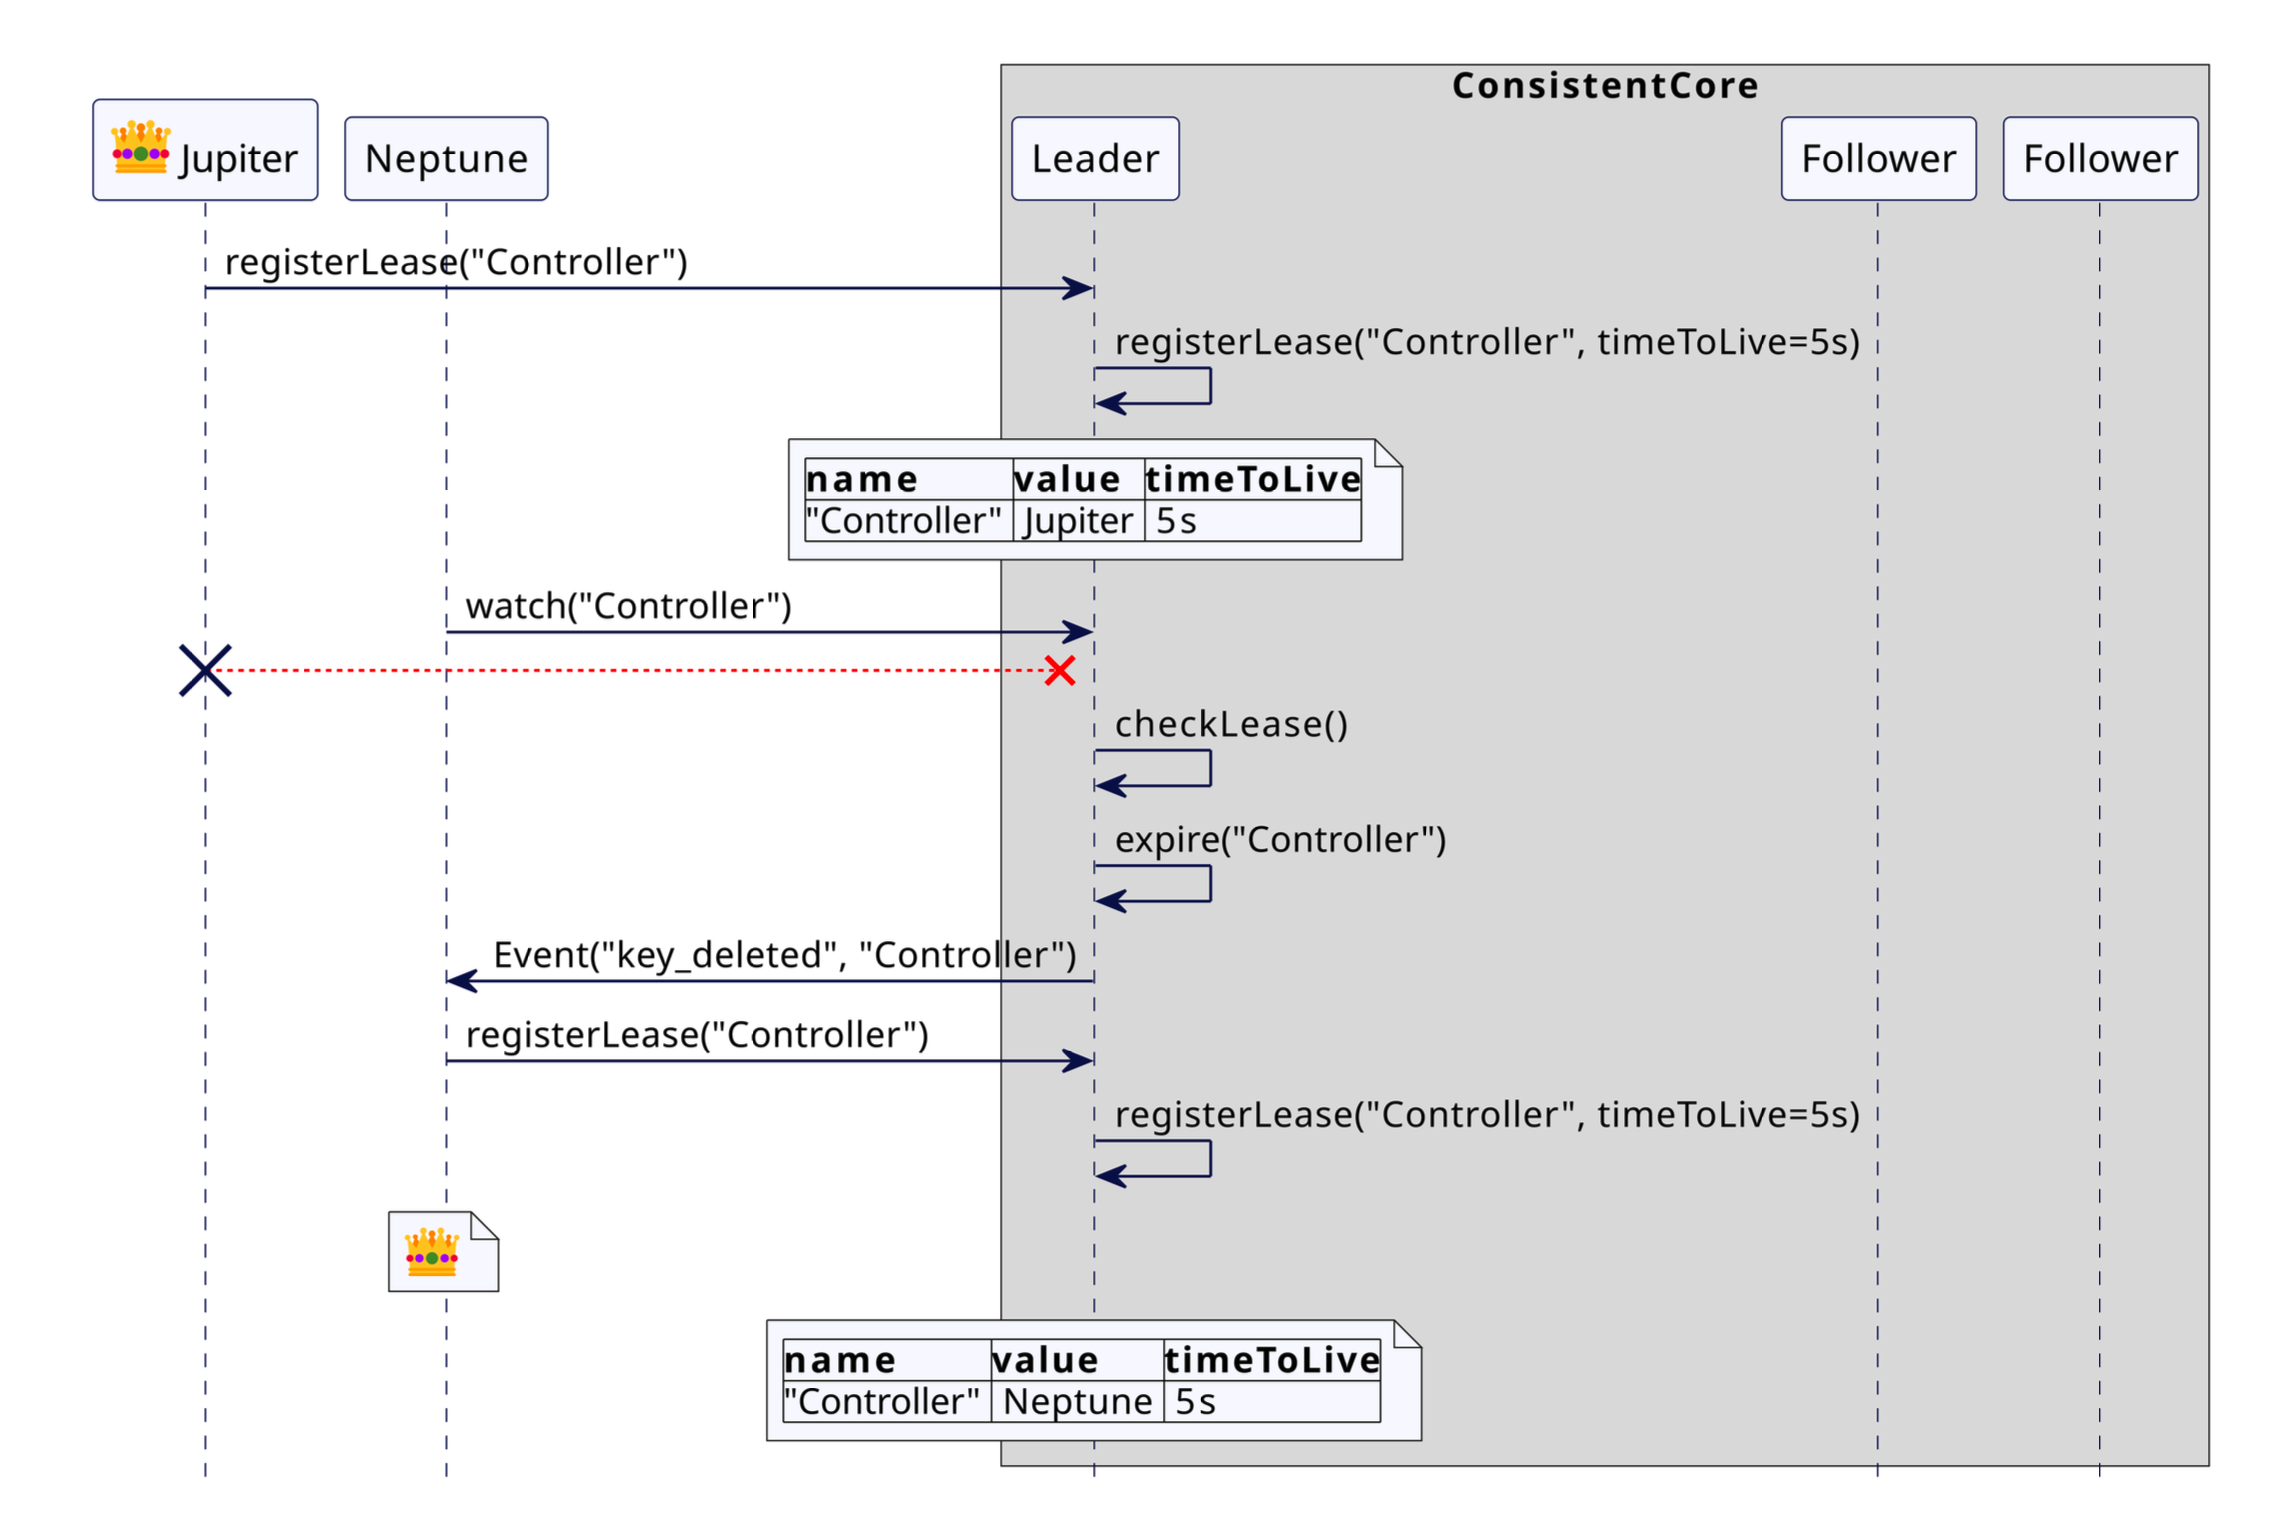 ConsistentCore
Jupiter Neptune Leader Follower Follower
registerLease("Controller")
registerLease("Controller", timeToLive=5s)
name value timeToLive
"Controller" Jupiter 5s
watch("Controller")
checkLease()
expire("Controller")
Event("key_deleted", "Controller")
registerLease("Controller")
registerLease("Controller", timeToLive=5s)
name value timeToLive
"Controller" Neptune 5s